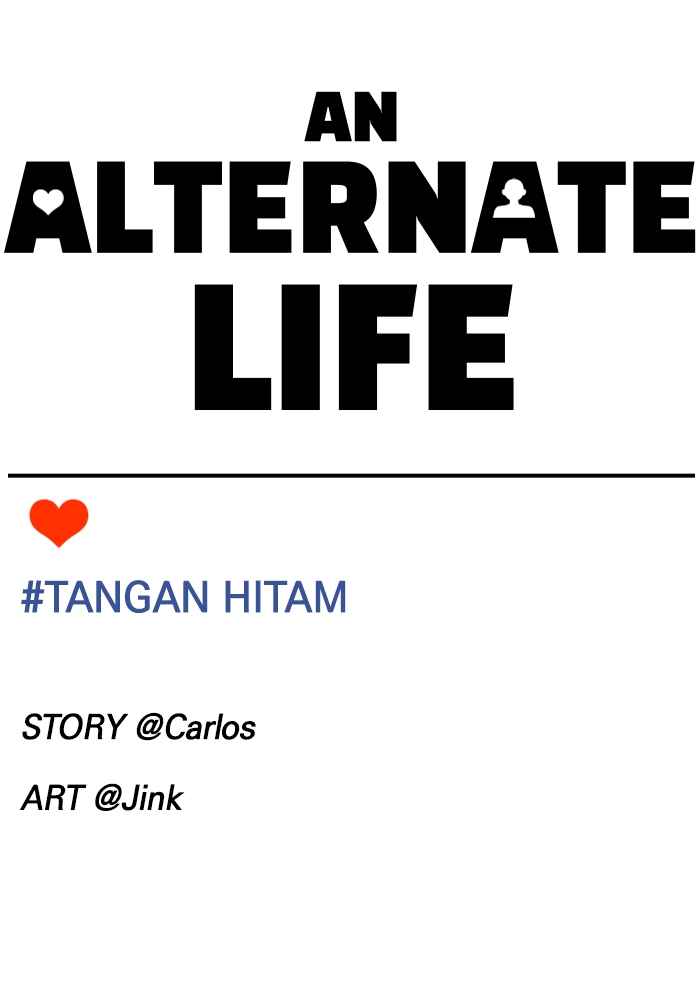 AN
ALTERNATE
LIFE
#TANGAN HITAM
STORY @Carlos
ART @Jink